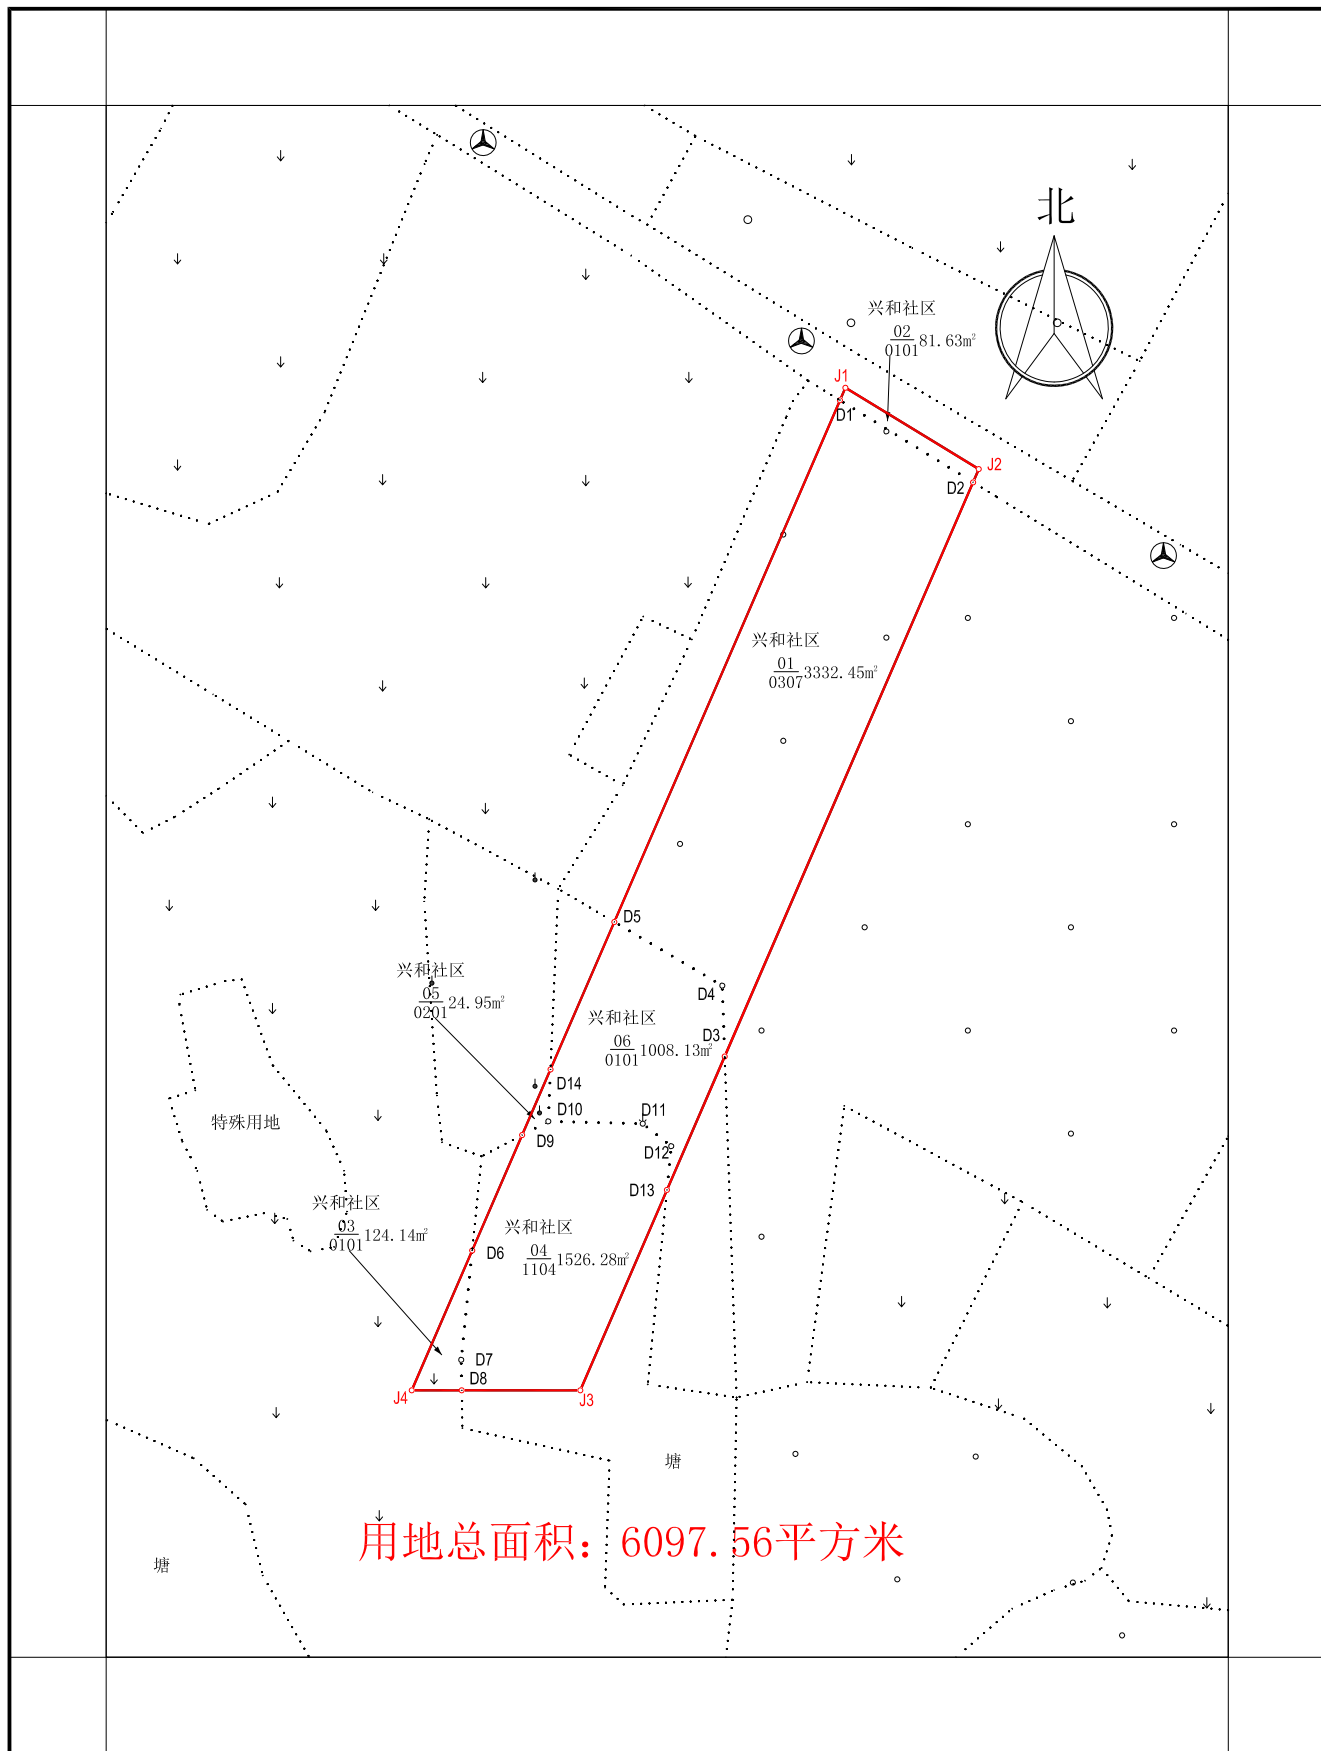 北
兴和社区
02
0101 81.63m²
J1
D1
J2
D2
兴和社区
01
0307 3332.45m²
D5
兴和社区
05
0201 24.95m²
D4
兴和社区
06
0101 1008.13m²
D3
D14
D10
D11
特殊用地
D9
D12
D13
兴和社区
03
0101 124.14m²
兴和社区
04
1104 1526.28m²
D6
D7
D8
J4
J3
塘
用地总面积：6097.56平方米
塘